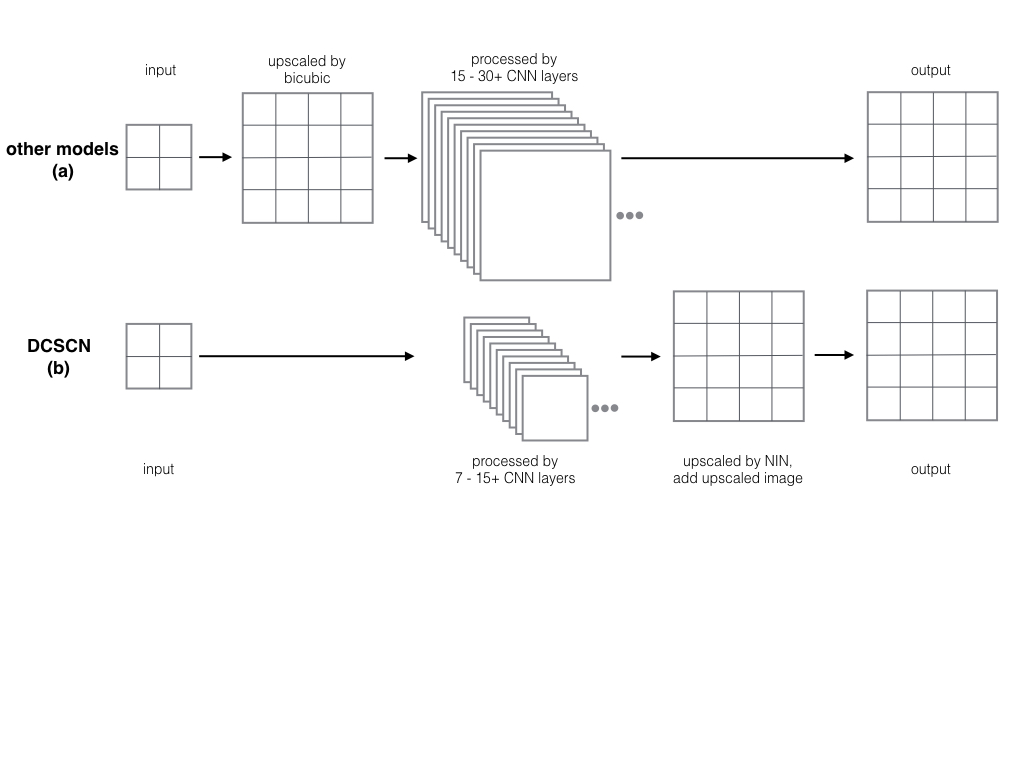 input
upscaled by
bicubic
processed by
15 - 30+ CNN layers
output
other models
(a)
DCSCN
(b)
input
processed by
7 - 15+ CNN layers
upscaled by NIN,
add upscaled image
output